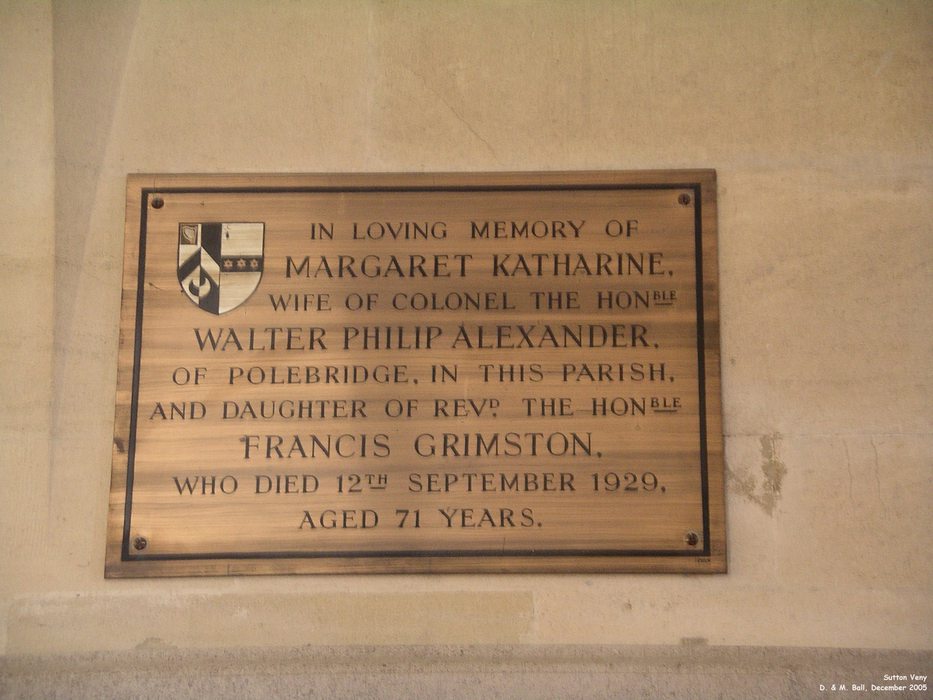 IN LOVING MEMORY OF
MARGARET KATHARINE,
WIFE OF COLONEL THE HONBLE
WALTER PHILIP ALEXANDER,
OF POLEBRIDGE, IN THIS PARISH,
AND DAUGHTER OF REVD. THE HONBLE
FRANCIS GRIMSTON,
WHO DIED 12TH SEPTEMBER 1929,
AGED 71 YEARS.
Sutton Veny
D. & M. Ball, December 2005